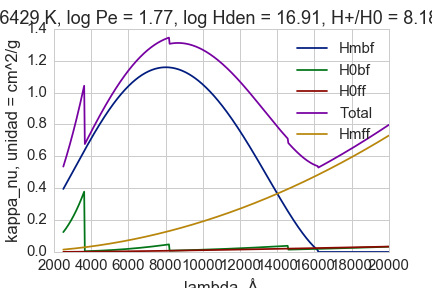 6429 K, log Pe = 1.77, log Hden = 16.91, H+/H0 = 8.18
1.4
1.2
1.0
0.8
0.6
0.4
0.2
0.0
kappa_nu, unidad = cm^2/g
Hmbf
H0bf
H0ff
Total
Hmff
2000 4000 6000 8000 10000 12000 14000 16000 18000 20000
lambda, Å